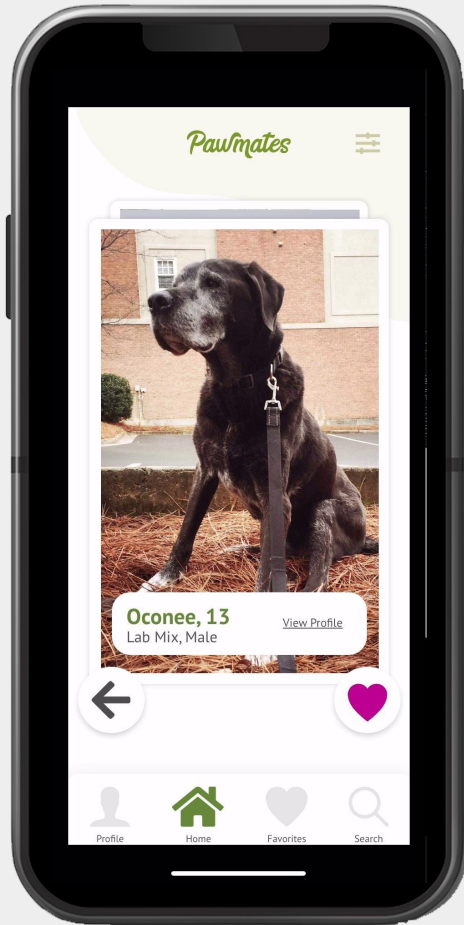 Pawmates
Oconee, 13
Lab Mix, Male
View Profile
Profile
Home
Favorites
Search